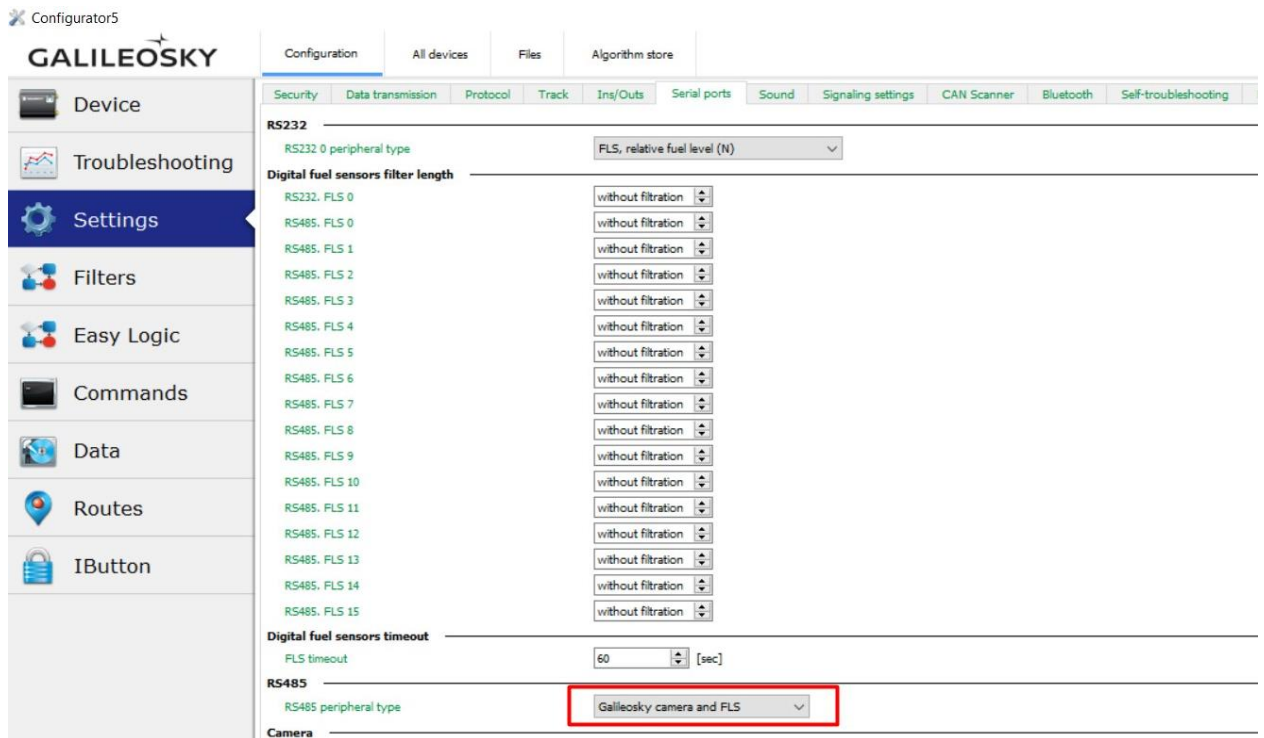 Configurator5
GALILEOSKY
Configuration All devices Files Algorithm store
Device
Troubleshooting
Settings
Filters
Easy Logic
Commands
Data
Routes
IButton
Security Data transmission Protocol Track Ins/Outs Serial ports Sound Signaling settings CAN Scanner Bluetooth Self-troubleshooting
RS232
RS232 0 peripheral type FLS, relative fuel level (N)
Digital fuel sensors filter length
RS232. FLS 0 without filtration
RS485. FLS 0 without filtration
RS485. FLS 1 without filtration
RS485. FLS 2 without filtration
RS485. FLS 3 without filtration
RS485. FLS 4 without filtration
RS485. FLS 5 without filtration
RS485. FLS 6 without filtration
RS485. FLS 7 without filtration
RS485. FLS 8 without filtration
RS485. FLS 9 without filtration
RS485. FLS 10 without filtration
RS485. FLS 11 without filtration
RS485. FLS 12 without filtration
RS485. FLS 13 without filtration
RS485. FLS 14 without filtration
RS485. FLS 15 without filtration
Digital fuel sensors timeout
FLS timeout 60 [sec]
RS485
RS485 peripheral type Galileosky camera and FLS
Camera